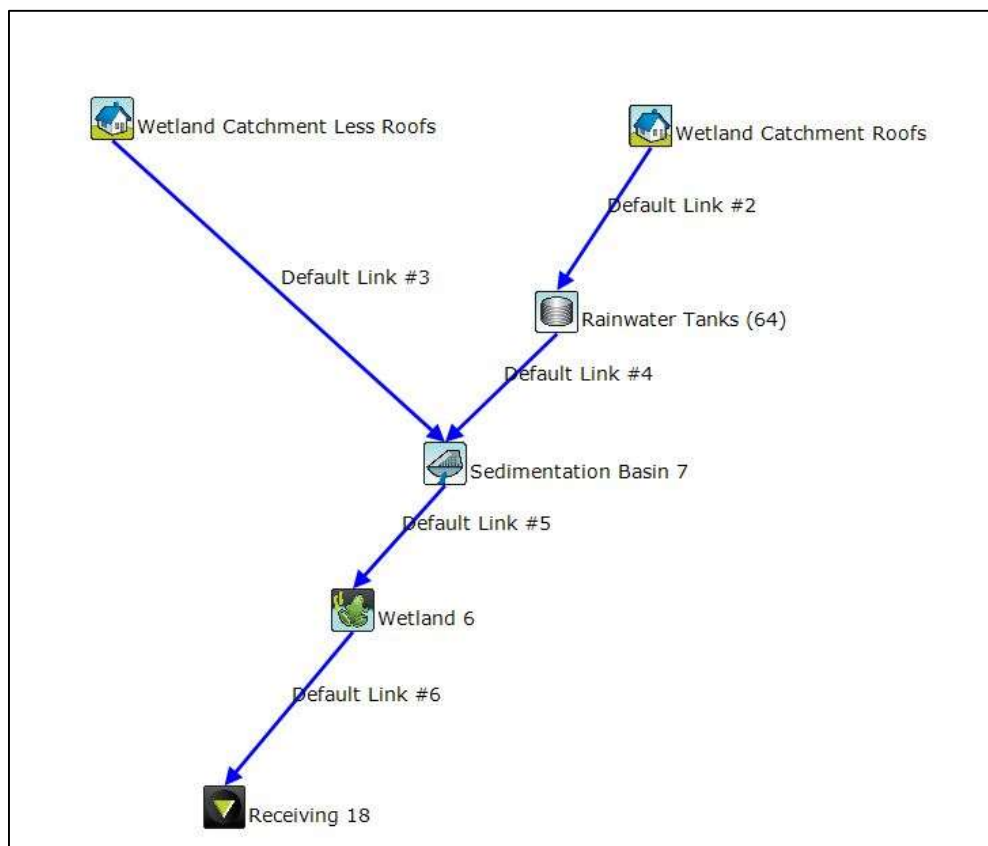 Wetland Catchment Less Roofs
Wetland Catchment Roofs
Default Link #2
Default Link #3
Rainwater Tanks (64)
Default Link #4
Sedimentation Basin 7
Default Link #5
Wetland 6
Default Link #6
Receiving 18